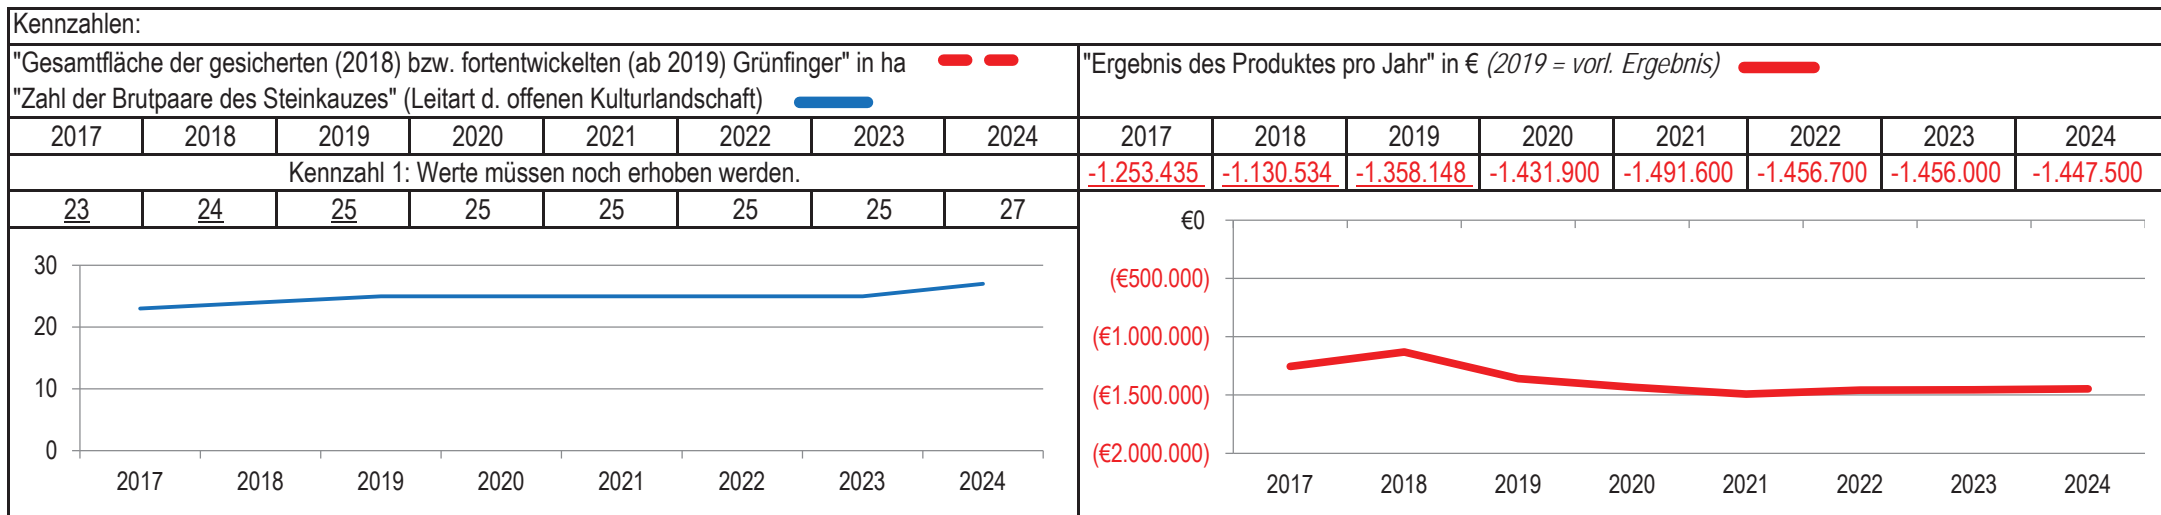 Kennzahlen:
"Gesamtfläche der gesicherten (2018) bzw. fortentwickelten (ab 2019) Grünfinger" in ha
"Zahl der Brutpaare des Steinkauzes" (Leitart d. offenen Kulturlandschaft)
"Ergebnis des Produktes pro Jahr" in € (2019 = vorl. Ergebnis)
2017 2018 2019 2020 2021 2022 2023 2024
Kennzahl 1: Werte müssen noch erhoben werden.
23 24 25 25 25 25 25 27
30
20
10
0
2017 2018 2019 2020 2021 2022 2023 2024
2017 2018 2019 2020 2021 2022 2023 2024
-1.253.435 -1.130.534 -1.358.148 -1.431.900 -1.491.600 -1.456.700 -1.456.000 -1.447.500
€0
(€500.000)
(€1.000.000)
(€1.500.000)
(€2.000.000)
2017 2018 2019 2020 2021 2022 2023 2024